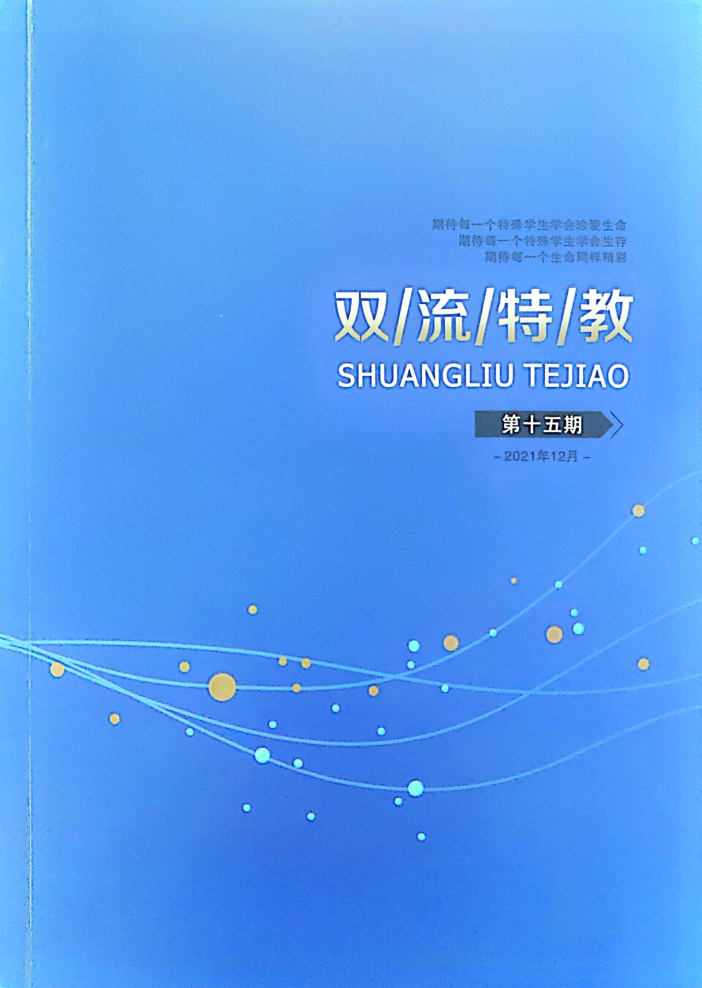 期待每一个特殊学生学会珍爱生命
期待每一个特殊学生学会生存
期待每一个生命同样精彩
双/流/特/教
SHUANGLIU TEJIAO
第十五期
-2021年12月-